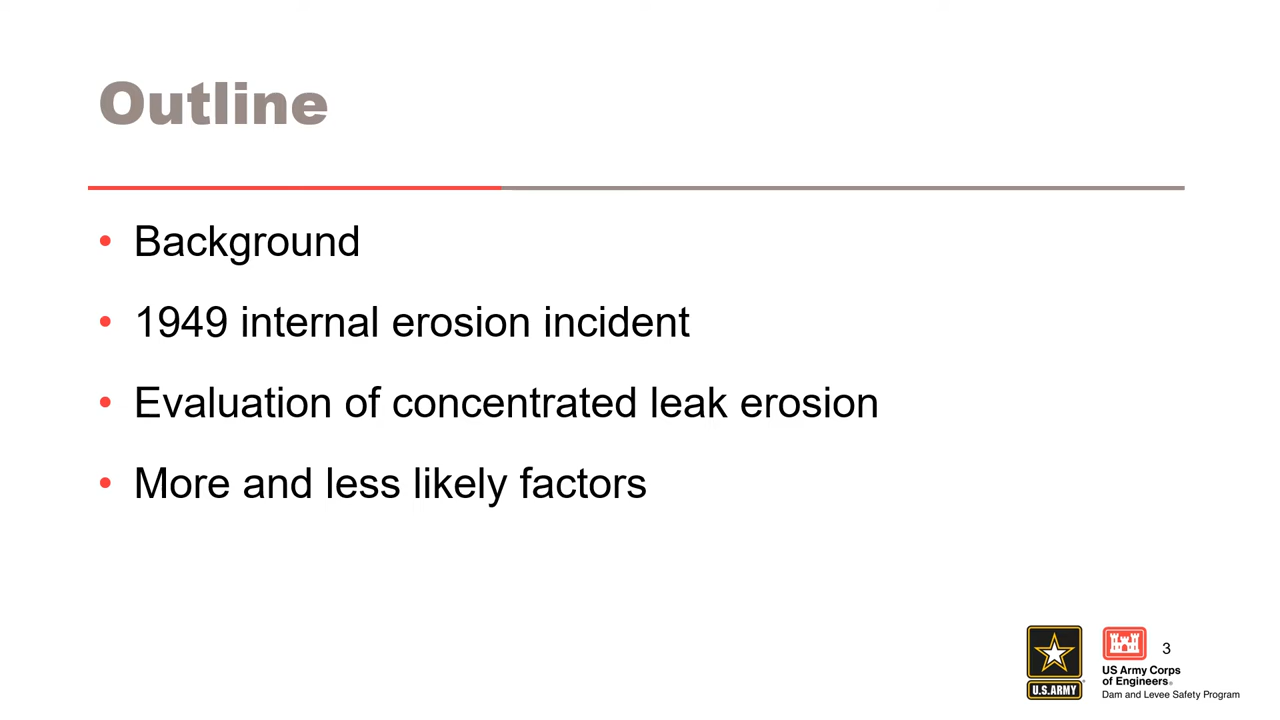 Outline
• Background
• 1949 internal erosion incident
• Evaluation of concentrated leak erosion
• More and less likely factors
3
U.S.ARMY
US Army Corps
of Engineers®
Dam and Levee Safety Program